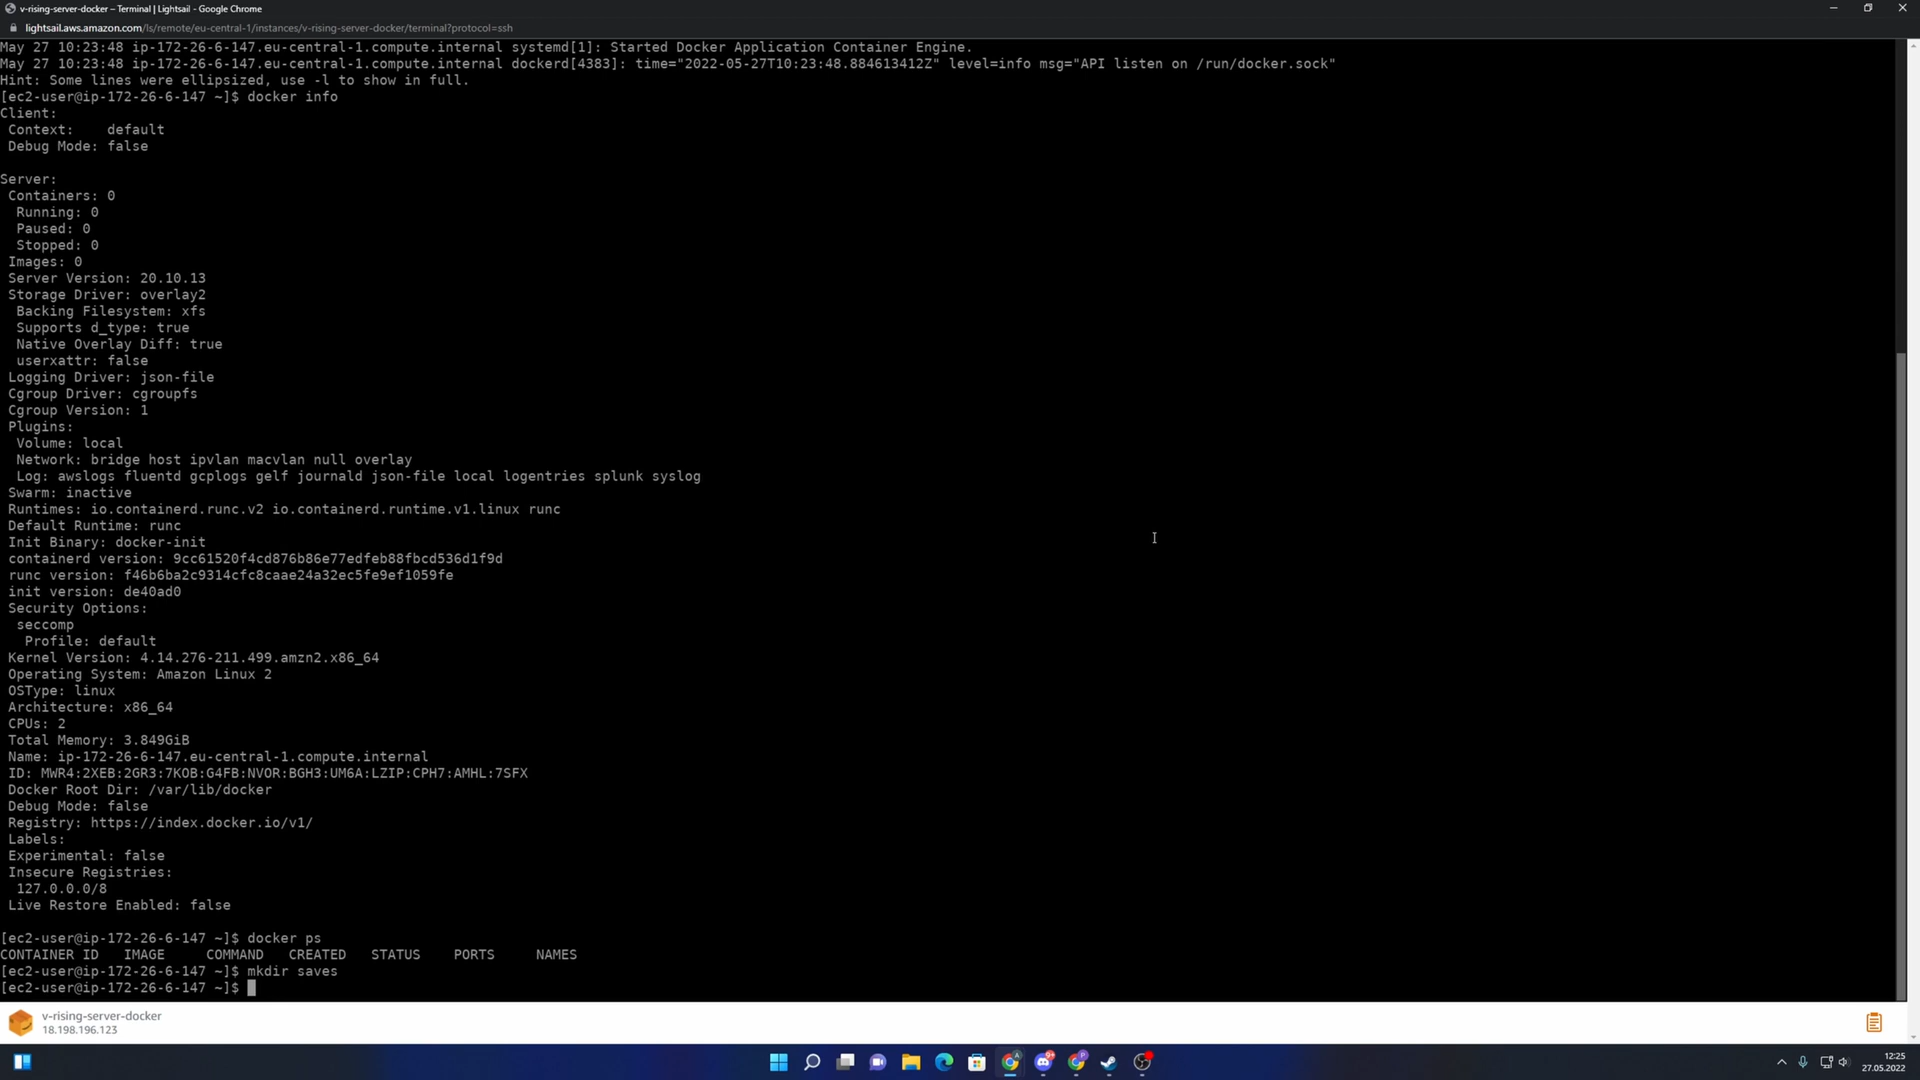 v-rising-server-docker – Terminal | Lightsail - Google Chrome
lightsail.aws.amazon.com/ls/remote/eu-central-1/instances/v-rising-server-docker/terminal?protocol=ssh
May 27 10:23:48 ip-172-26-6-147.eu-central-1.compute.internal systemd[1]: Started Docker Application Container Engine.
May 27 10:23:48 ip-172-26-6-147.eu-central-1.compute.internal dockerd[4383]: time="2022-05-27T10:23:48.884613412Z" level=info msg="API listen on /run/docker.sock"
Hint: Some lines were ellipsized, use -l to show in full.
[ec2-user@ip-172-26-6-147 ~]$ docker info
Client:
Context: default
Debug Mode: false
Server:
Containers: 0
Running: 0
Paused: 0
Stopped: 0
Images: 0
Server Version: 20.10.13
Storage Driver: overlay2
Backing Filesystem: xfs
Supports d_type: true
Native Overlay Diff: true
userxattr: false
Logging Driver: json-file
Cgroup Driver: cgroupfs
Cgroup Version: 1
Plugins:
Volume: local
Network: bridge host ipvlan macvlan null overlay
Log: awslogs fluentd gcplogs gelf journald json-file local logentries splunk syslog
Swarm: inactive
Runtimes: io.containerd.runc.v2 io.containerd.runtime.v1.linux runc
Default Runtime: runc
Init Binary: docker-init
containerd version: 9cc61520f4cd876b86e77edfeb88fbcd536d1f9d
runc version: f46b6ba2c9314cfc8caae24a32ec5fe9ef1059fe
init version: de40ad0
Security Options:
seccomp
Profile: default
Kernel Version: 4.14.276-211.499.amzn2.x86_64
Operating System: Amazon Linux 2
OSType: linux
Architecture: x86_64
CPUs: 2
Total Memory: 3.849GiB
Name: ip-172-26-6-147.eu-central-1.compute.internal
ID: MWR4:2XEB:2GR3:7KOB:G4FB:NVOR:BGH3:UM6A:LZIP:CPH7:AMHL:7SFX
Docker Root Dir: /var/lib/docker
Debug Mode: false
Registry: https://index.docker.io/v1/
Labels:
Experimental: false
Insecure Registries:
127.0.0.0/8
Live Restore Enabled: false
[ec2-user@ip-172-26-6-147 ~]$ docker ps
CONTAINER ID IMAGE COMMAND CREATED STATUS PORTS NAMES
[ec2-user@ip-172-26-6-147 ~]$ mkdir saves
[ec2-user@ip-172-26-6-147 ~]$
v-rising-server-docker
18.198.196.123
12:25
27.05.2022